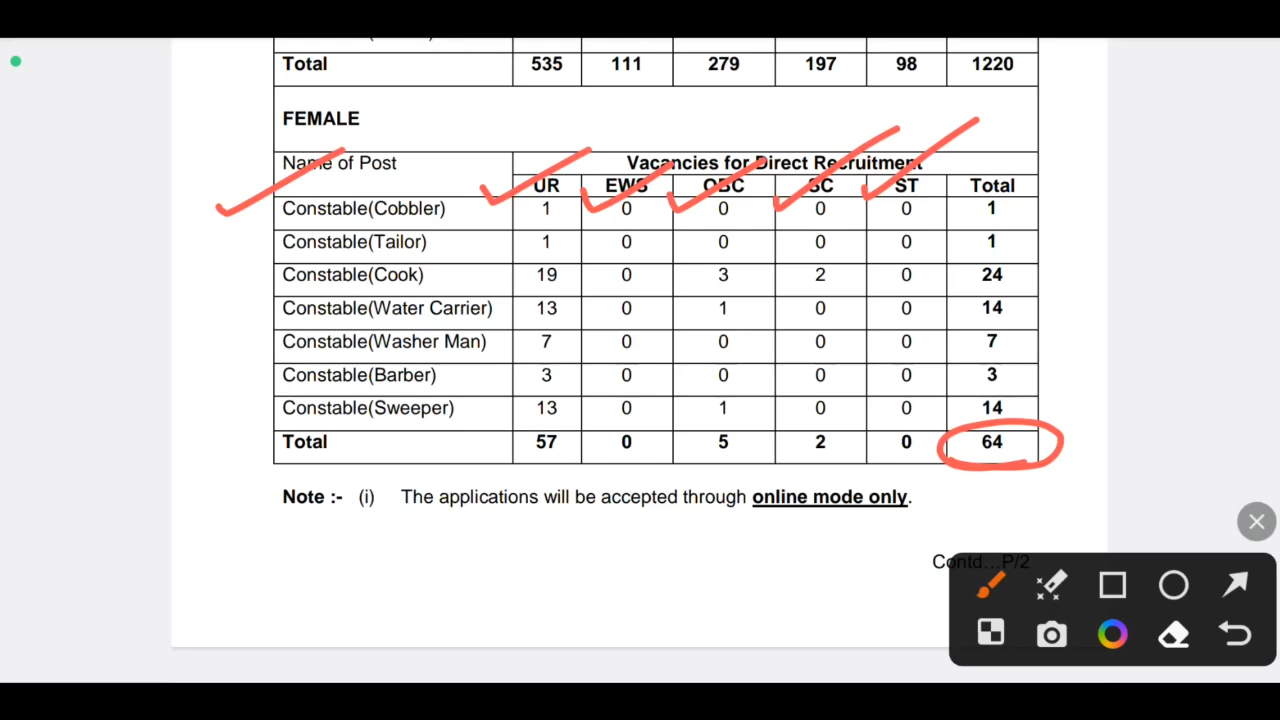 Total 535 111 279 197 98 1220
FEMALE
Name of Post Vacancies for Direct Recruitment
UR EWS OBC SC ST Total
Constable(Cobbler) 1 0 0 0 0 1
Constable(Tailor) 1 0 0 0 0 1
Constable(Cook) 19 0 3 2 0 24
Constable(Water Carrier) 13 0 1 0 0 14
Constable(Washer Man) 7 0 0 0 0 7
Constable(Barber) 3 0 0 0 0 3
Constable(Sweeper) 13 0 1 0 0 14
Total 57 0 5 2 0 64
Note :- (i) The applications will be accepted through online mode only.
Contd...P/2